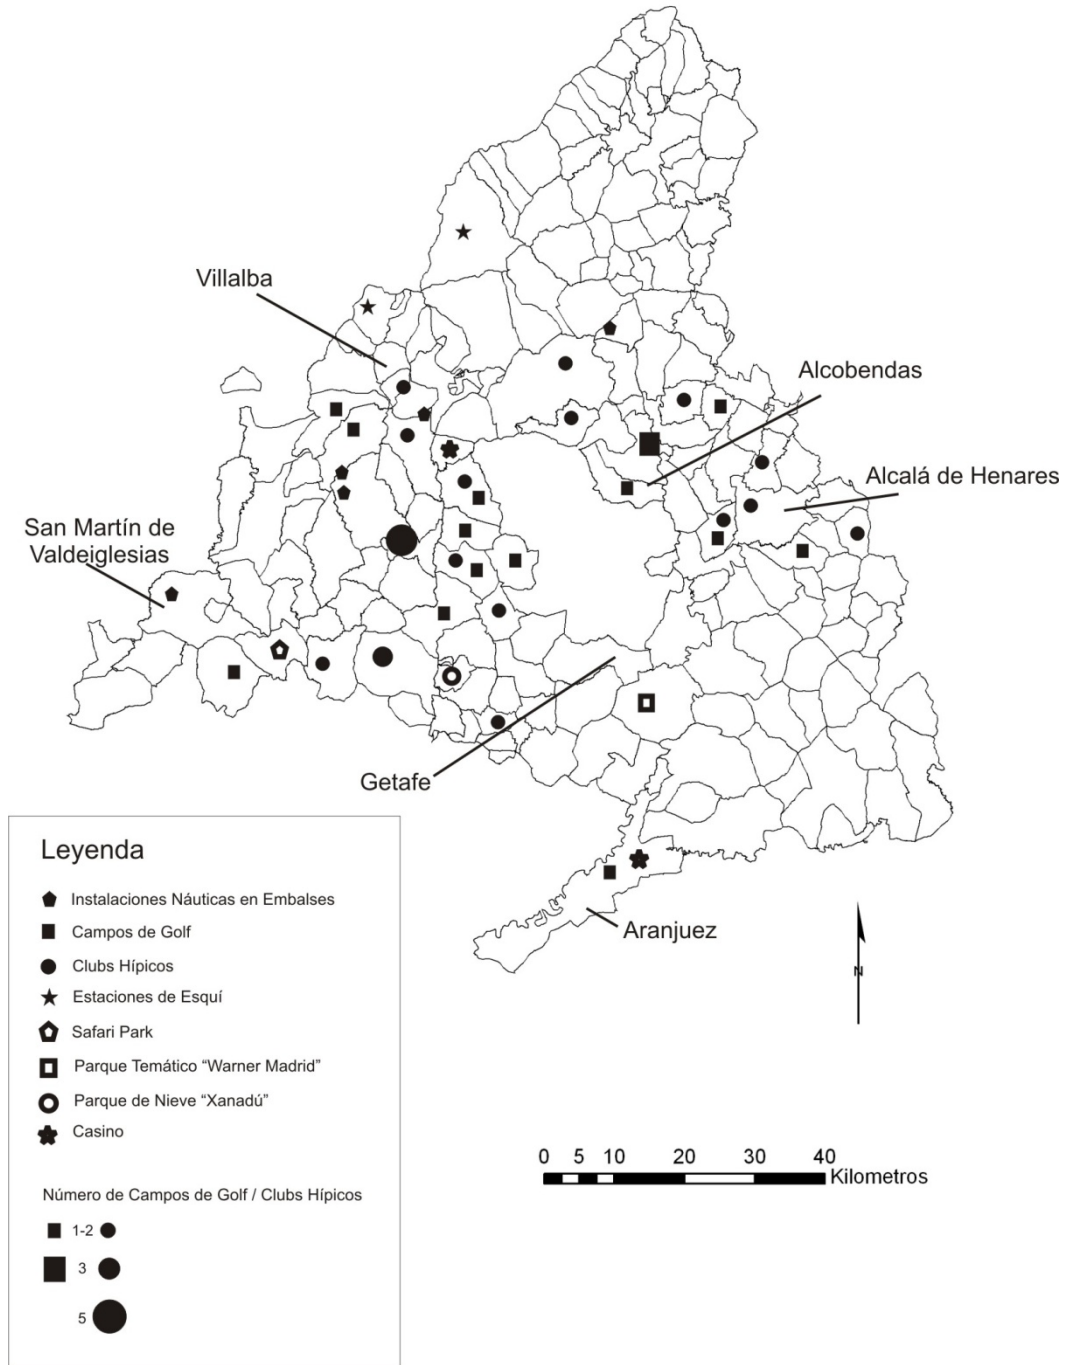 Villalba
Alcobendas
Alcalá de Henares
San Martín de
Valdeiglesias
Getafe
Aranjuez
Leyenda
Instalaciones Náuticas en Embalses
Campos de Golf
Clubs Hípicos
Estaciones de Esquí
Safari Park
Parque Temático “Warner Madrid”
Parque de Nieve “Xanadú”
Casino
Número de Campos de Golf / Clubs Hípicos
1-2
3
5
N
0 5 10 20 30 40
Kilometros